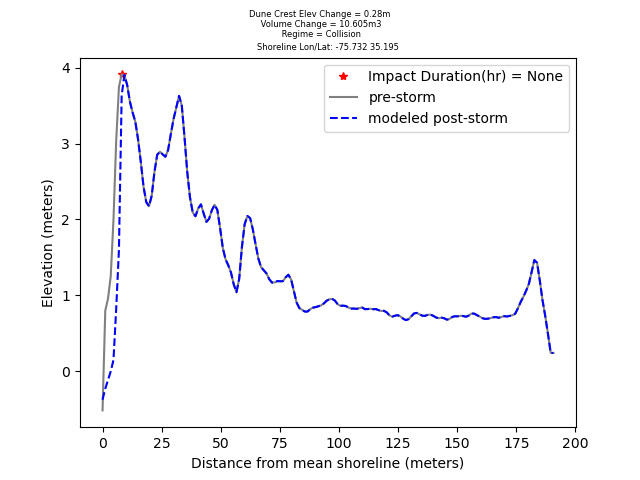 Dune Crest Elev Change = 0.28m
Volume Change = 10.605m3
Regime = Collision
Shoreline Lon/Lat: -75.732 35.195
Impact Duration(hr) = None
pre-storm
modeled post-storm
4
3
2
1
0
Elevation (meters)
0 25 50 75 100 125 150 175 200
Distance from mean shoreline (meters)